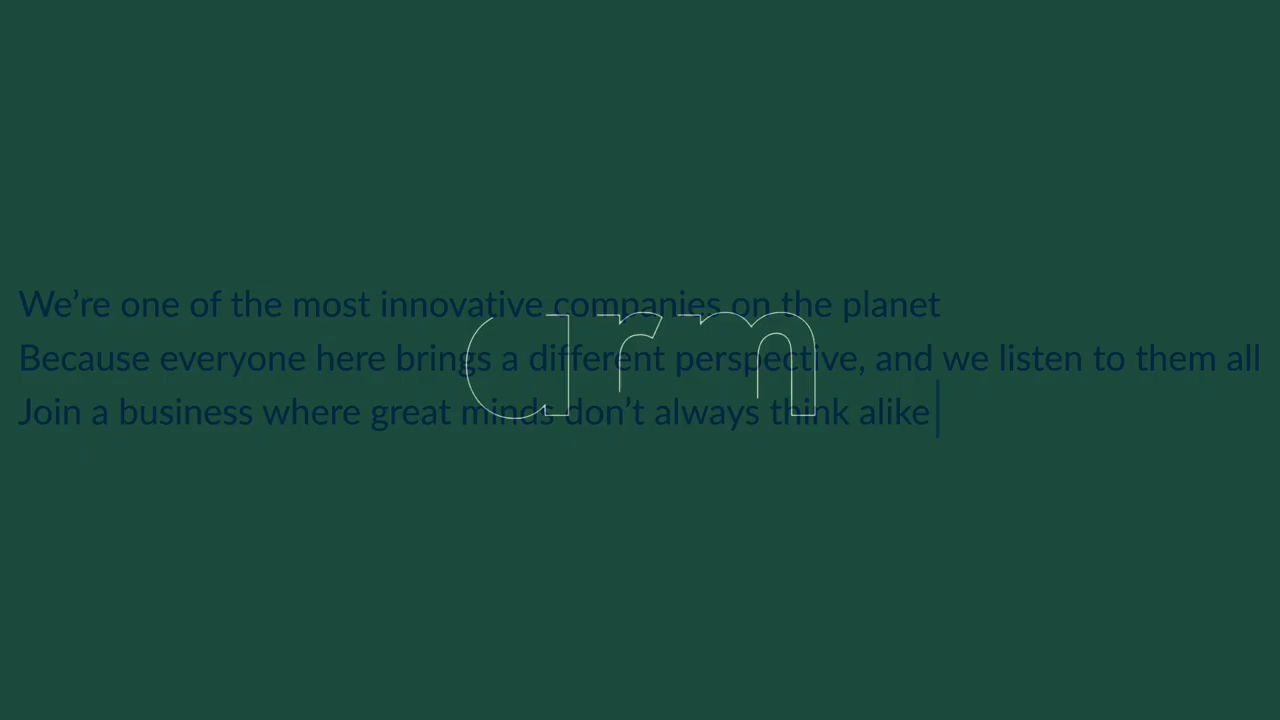 We’re one of the most innovative companies on the planet
arm
Because everyone here brings a different perspective, and we listen to them all
Join a business where great minds don’t always think alike